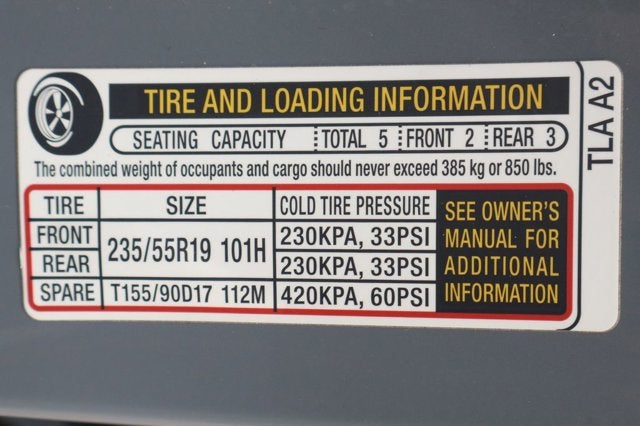 TIRE AND LOADING INFORMATION
SEATING CAPACITY TOTAL 5 FRONT 2 REAR 3
The combined weight of occupants and cargo should never exceed 385 kg or 850 lbs.
TIRE SIZE COLD TIRE PRESSURE
FRONT 235/55R19 101H 230KPA, 33PSI
REAR 230KPA, 33PSI
SPARE T155/90D17 112M 420KPA, 60PSI
SEE OWNER'S
MANUAL FOR
ADDITIONAL
INFORMATION
TLA A2